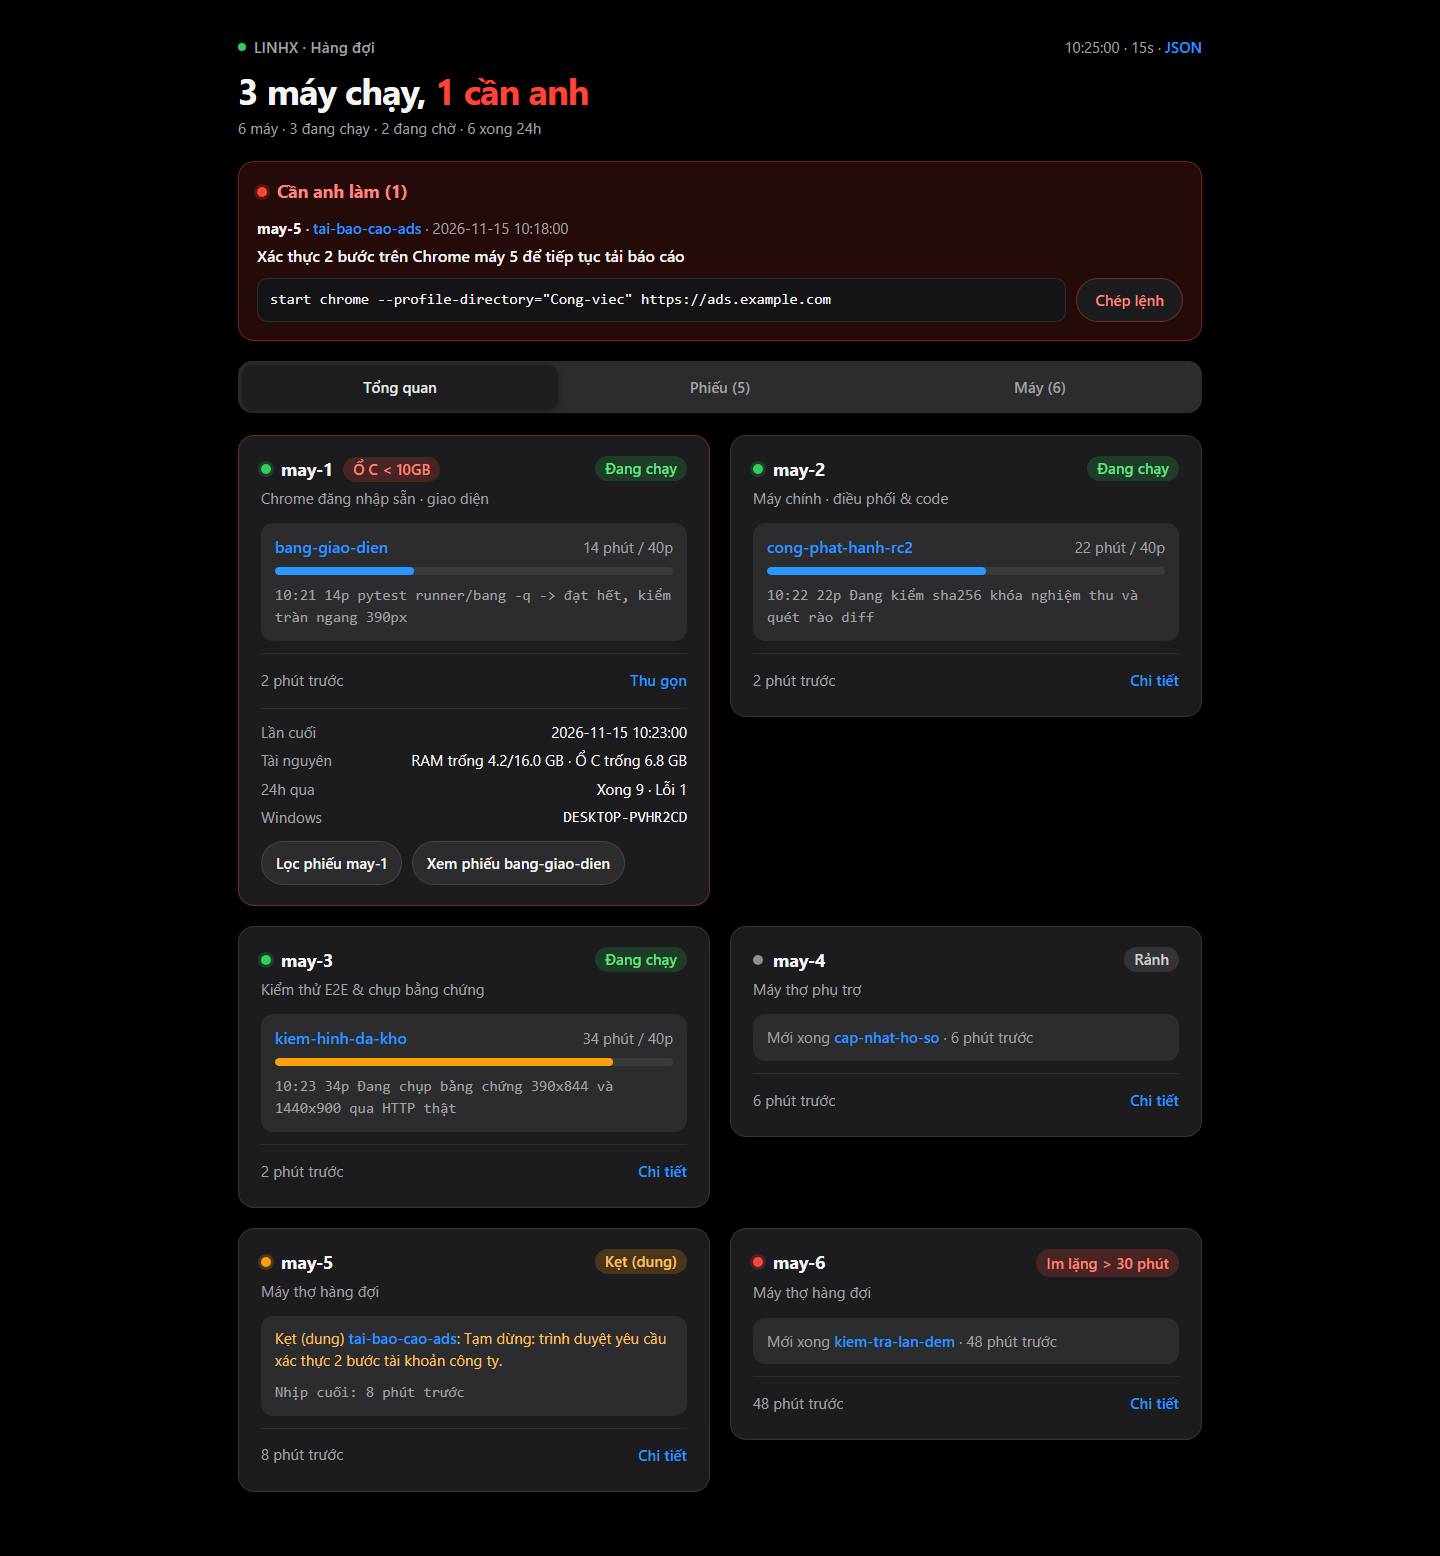 LINHX · Hàng đợi
10:25:00 · 15s · JSON
3 máy chạy, 1 cần anh
6 máy · 3 đang chạy · 2 đang chờ · 6 xong 24h
Cần anh làm (1)
may-5 · tai-bao-cao-ads · 2026-11-15 10:18:00
Xác thực 2 bước trên Chrome máy 5 để tiếp tục tải báo cáo
start chrome --profile-directory="Cong-viec" https://ads.example.com
Chép lệnh
Tổng quan
Phiếu (5)
Máy (6)
may-1
Ổ C < 10GB
Đang chạy
Chrome đăng nhập sẵn · giao diện
bang-giao-dien
14 phút / 40p
10:21 14p pytest runner/bang -q -> đạt hết, kiểm
tràn ngang 390px
2 phút trước
Thu gọn
Lần cuối
2026-11-15 10:23:00
Tài nguyên
RAM trống 4.2/16.0 GB · Ổ C trống 6.8 GB
24h qua
Xong 9 · Lỗi 1
Windows
DESKTOP-PVHR2CD
Lọc phiếu may-1
Xem phiếu bang-giao-dien
may-2
Đang chạy
Máy chính · điều phối & code
cong-phat-hanh-rc2
22 phút / 40p
10:22 22p Đang kiểm sha256 khóa nghiệm thu và
quét rào diff
2 phút trước
Chi tiết
may-3
Đang chạy
Kiểm thử E2E & chụp bằng chứng
kiem-hinh-da-kho
34 phút / 40p
10:23 34p Đang chụp bằng chứng 390x844 và
1440x900 qua HTTP thật
2 phút trước
Chi tiết
may-4
Rảnh
Máy thợ phụ trợ
Mới xong cap-nhat-ho-so · 6 phút trước
6 phút trước
Chi tiết
may-5
Kẹt (dung)
Máy thợ hàng đợi
Kẹt (dung) tai-bao-cao-ads: Tạm dừng: trình duyệt yêu cầu
xác thực 2 bước tài khoản công ty.
Nhịp cuối: 8 phút trước
8 phút trước
Chi tiết
may-6
Im lặng > 30 phút
Máy thợ hàng đợi
Mới xong kiem-tra-lan-dem · 48 phút trước
48 phút trước
Chi tiết